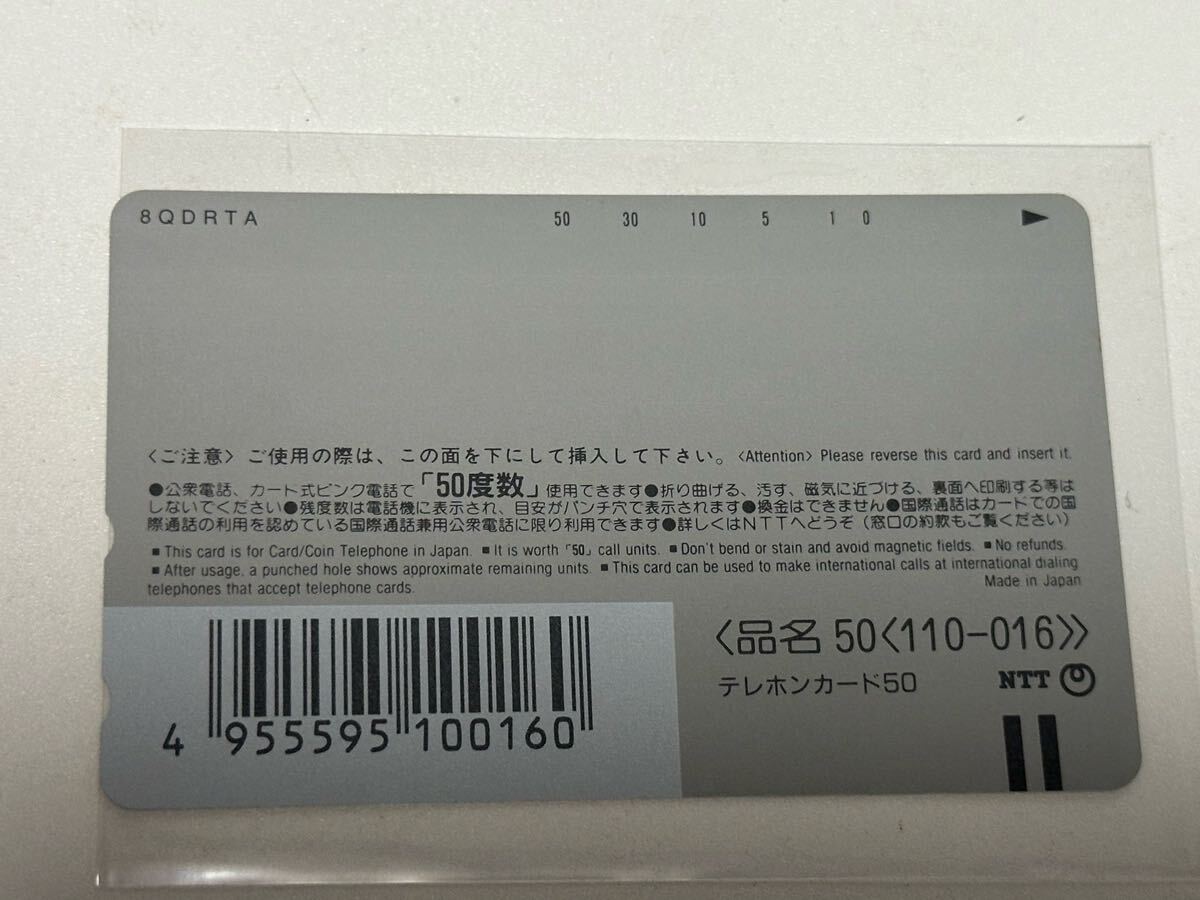 8QDRTA 50 30 10 5 1 0
〈ご注意〉ご使用の際は、この面を下にして挿入して下さい。〈Attention〉Please reverse this card and insert it.
●公衆電話、カード式ピンク電話で「50度数」使用できます●折り曲げる、汚す、磁気に近づける、裏面へ印刷する等は
しないでください●残度数は電話機に表示され、目安がパンチ穴で表示されます●換金はできません●国際通話はカードでの国
際通話の利用を認めている国際通話兼用公衆電話に限り利用できます●詳しくはNTTへどうぞ（窓口の約款もご覧ください）
■This card is for Card/Coin Telephone in Japan. ■It is worth「50」call units. ■Don't bend or stain and avoid magnetic fields. ■No refunds.
■After usage, a punched hole shows approximate remaining units. ■This card can be used to make international calls at international dialing
telephones that accept telephone cards. Made in Japan
〈品名 50〈110-016〉〉
テレホンカード50 NTT
4 955595 100160